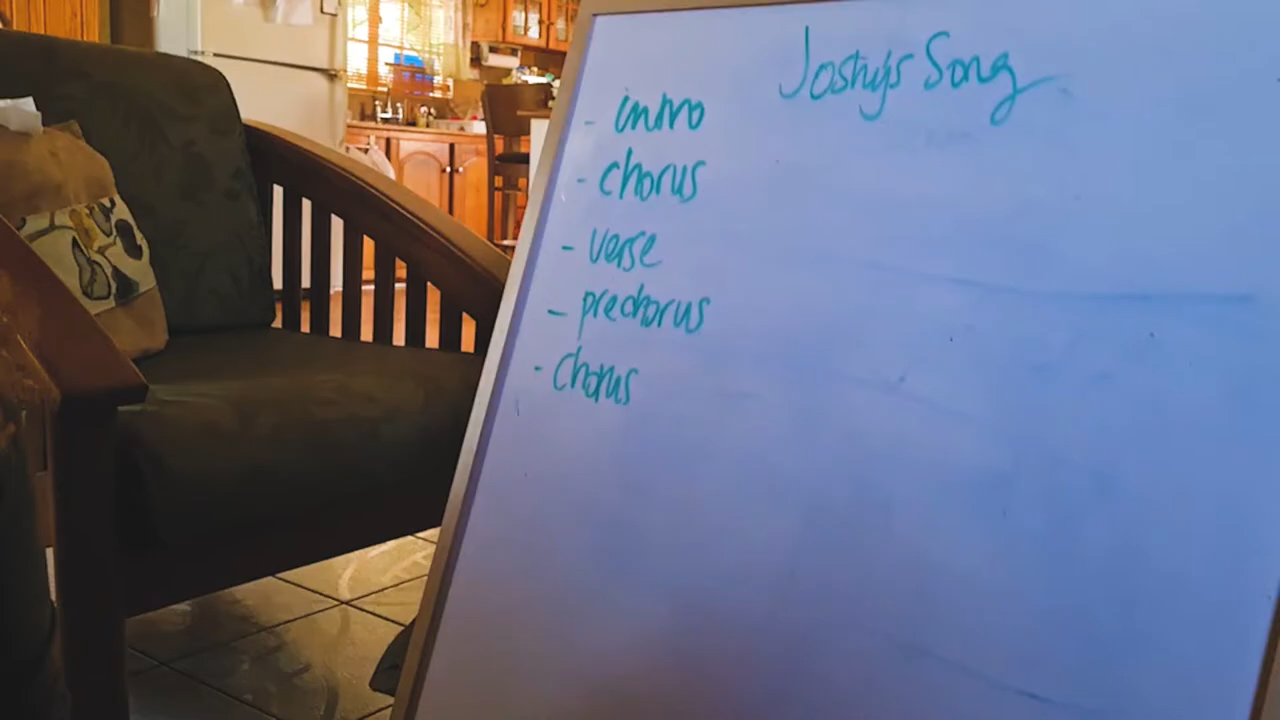 Joshy's Song
- intro
- chorus
- verse
- prechorus
- Chorus